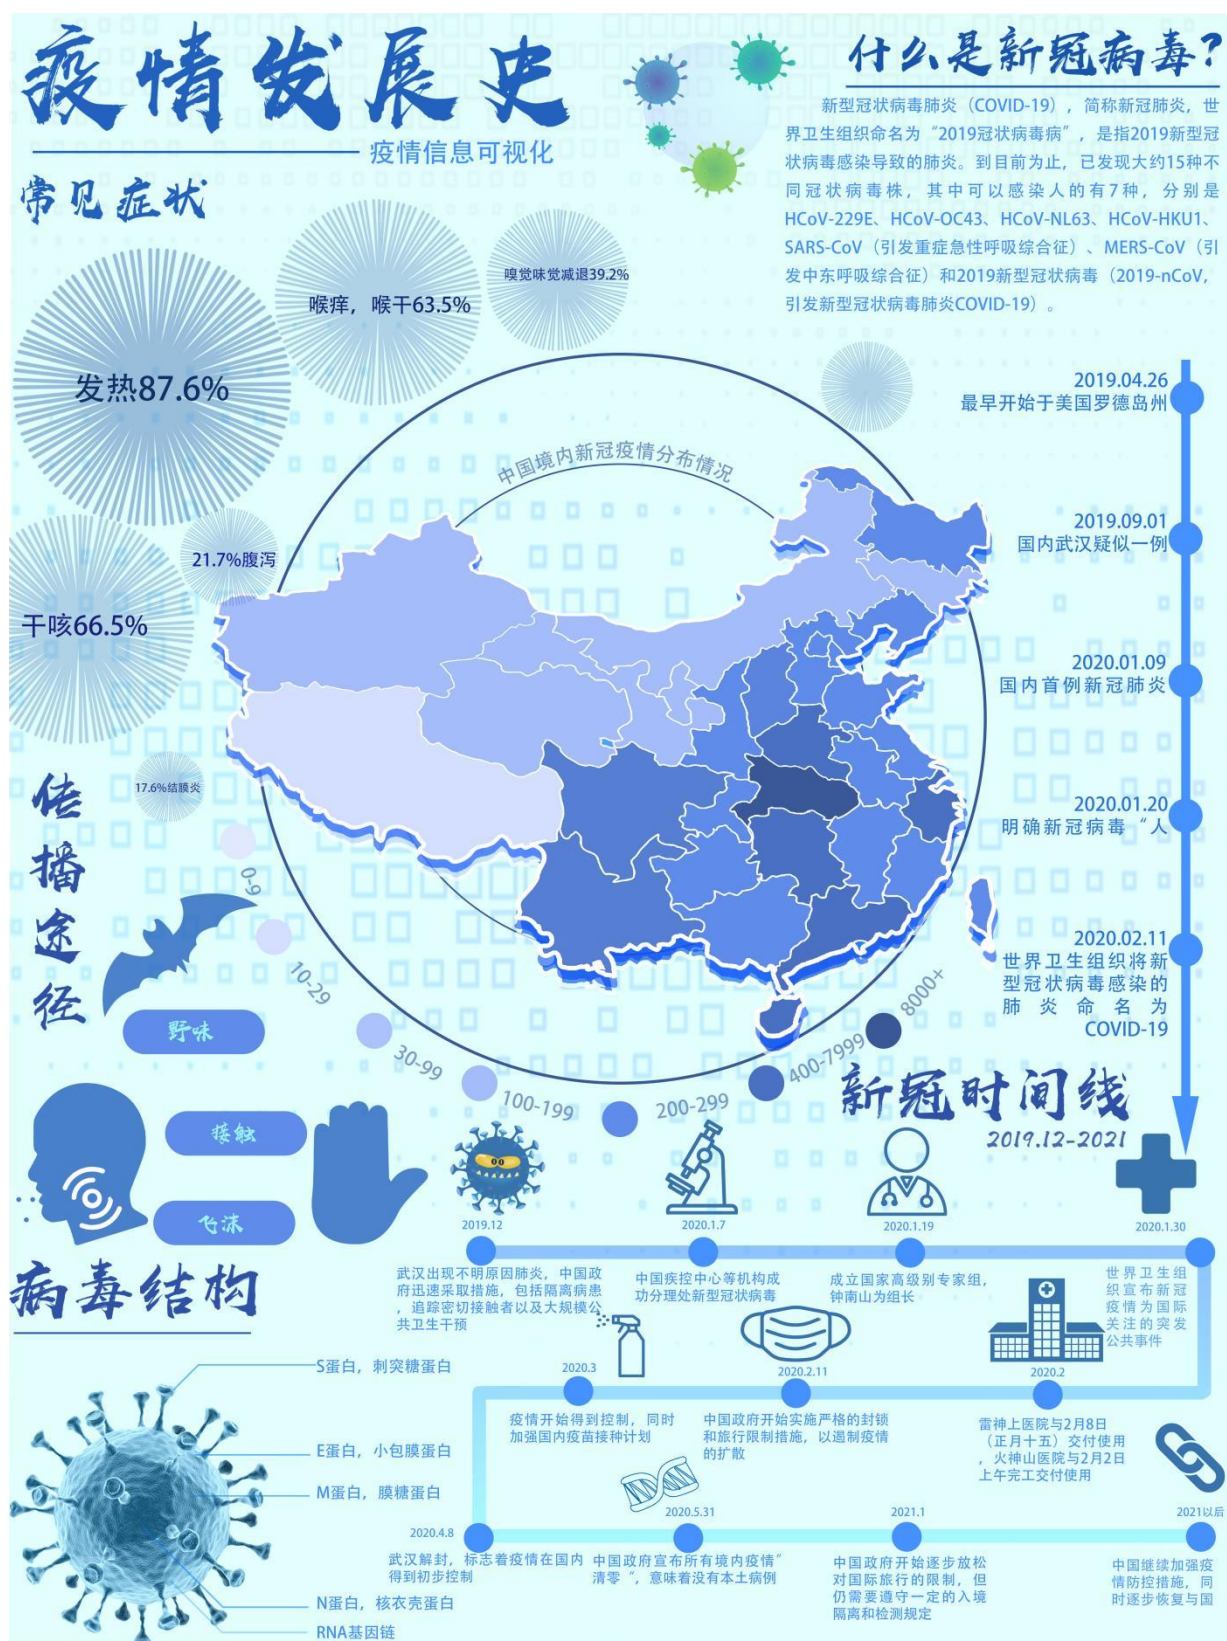 疫情发展史
疫情信息可视化
什么是新冠病毒?
新型冠状病毒肺炎（COVID-19），简称新冠肺炎，世
界卫生组织命名为“2019冠状病毒病”，是指2019新型冠
状病毒感染导致的肺炎。到目前为止，已发现大约15种不
同冠状病毒株，其中可以感染人的有7种，分别是
HCoV-229E、HCoV-OC43、HCoV-NL63、HCoV-HKU1、
SARS-CoV（引发重症急性呼吸综合征）、MERS-CoV（引
发中东呼吸综合征）和2019新型冠状病毒（2019-nCoV，
引发新型冠状病毒肺炎COVID-19）。
常见症状
嗅觉味觉减退39.2%
喉痒，喉干63.5%
发热87.6%
21.7%腹泻
干咳66.5%
17.6%结膜炎
中国境内新冠疫情分布情况
0-9
10-29
30-99
100-199
200-299
400-7999
8000+
2019.04.26
最早开始于美国罗德岛州
2019.09.01
国内武汉疑似一例
2020.01.09
国内首例新冠肺炎
2020.01.20
明确新冠病毒“人
2020.02.11
世界卫生组织将新
型冠状病毒感染的
肺炎命名为
COVID-19
传播途径
野味
接触
飞沫
新冠时间线
2019.12-2021
2019.12
武汉出现不明原因肺炎，中国政
府迅速采取措施，包括隔离病患
，追踪密切接触者以及大规模公
共卫生干预
2020.1.7
中国疾控中心等机构成
功分理处新型冠状病毒
2020.1.19
成立国家高级别专家组，
钟南山为组长
2020.1.30
世界卫生组
织宣布新冠
疫情为国际
关注的突发
公共事件
2020.2
雷神上医院与2月8日
（正月十五）交付使用
，火神山医院与2月2日
上午完工交付使用
2020.2.11
中国政府开始实施严格的封锁
和旅行限制措施，以遏制疫情
的扩散
2020.3
疫情开始得到控制，同时
加强国内疫苗接种计划
2020.4.8
武汉解封，标志着疫情在国内
得到初步控制
2020.5.31
中国政府宣布所有境内疫情”
清零“，意味着没有本土病例
2021.1
中国政府开始逐步放松
对国际旅行的限制，但
仍需要遵守一定的入境
隔离和检测规定
2021以后
中国继续加强疫
情防控措施，同
时逐步恢复与国
病毒结构
S蛋白，刺突糖蛋白
E蛋白，小包膜蛋白
M蛋白，膜糖蛋白
N蛋白，核衣壳蛋白
RNA基因链